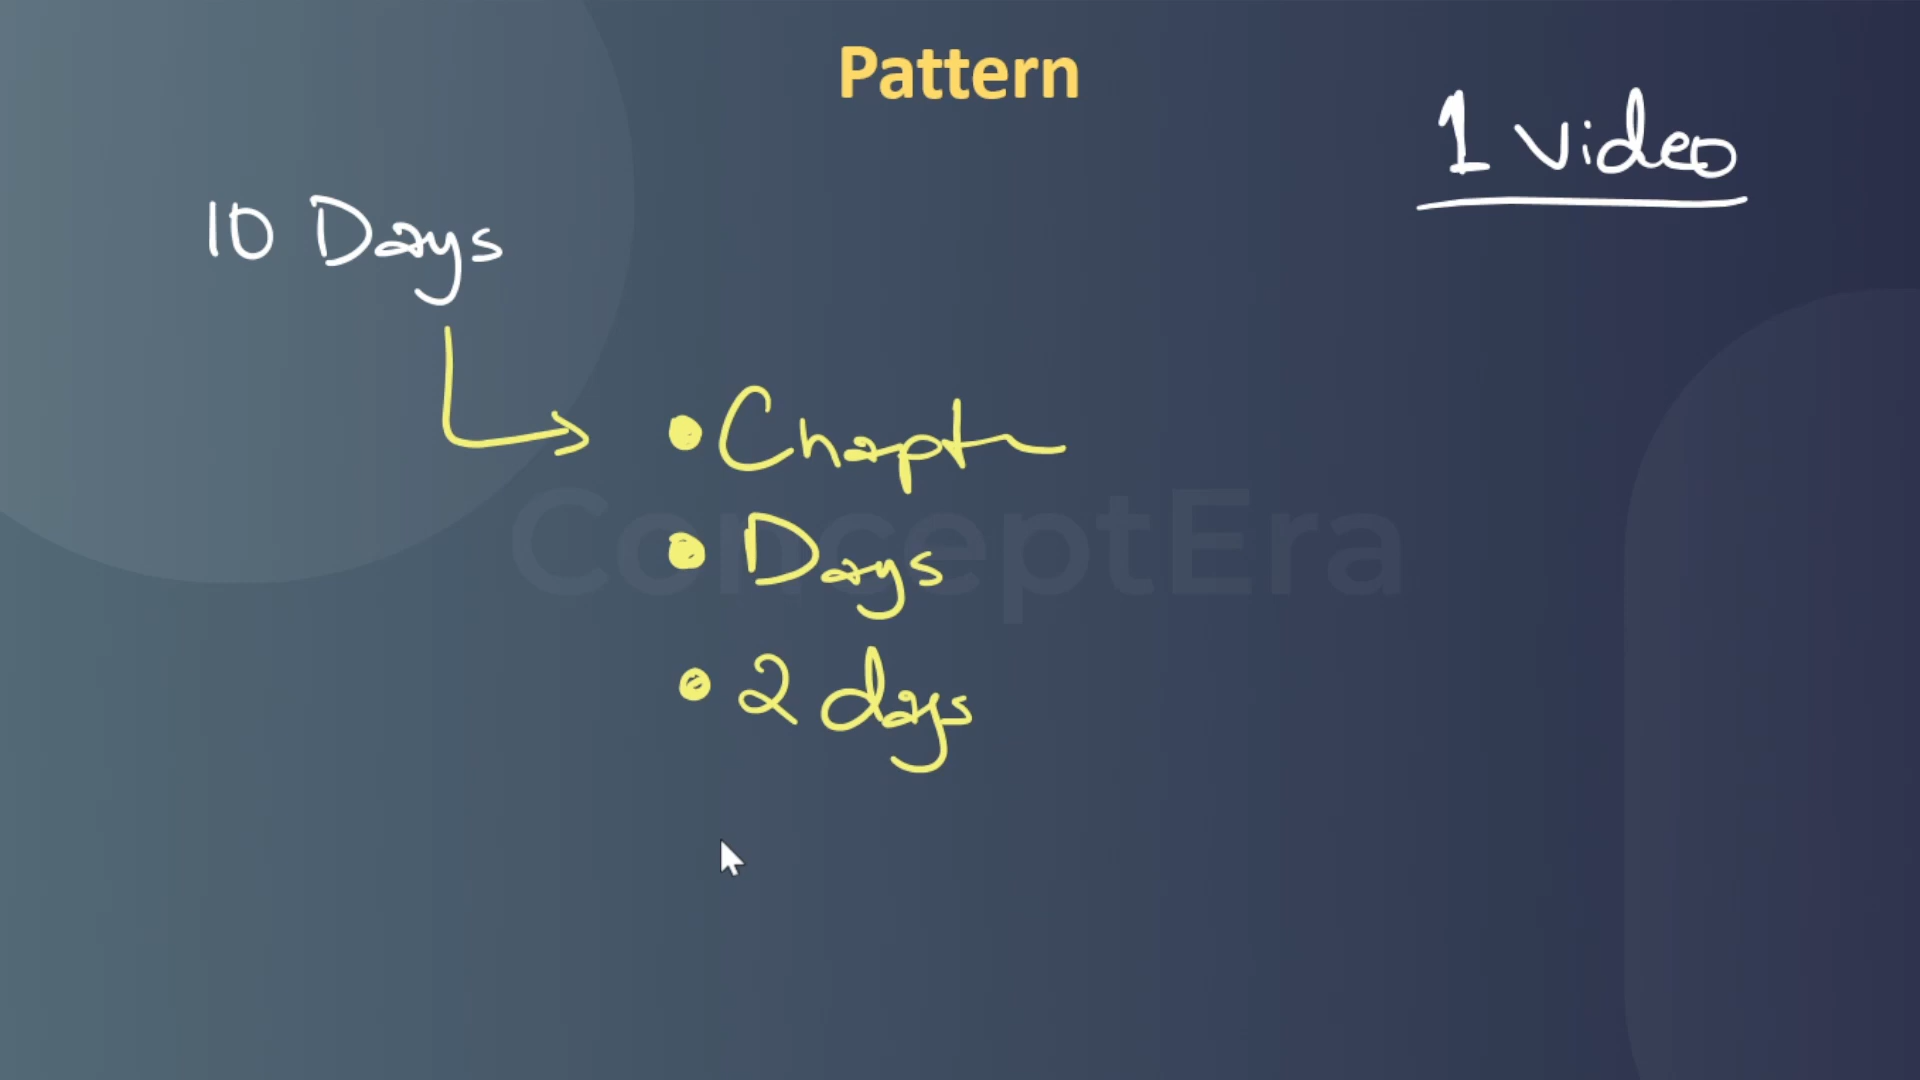 Pattern
1 video
10 Days
• Chapt
• Days
• 2 days
ConceptEra